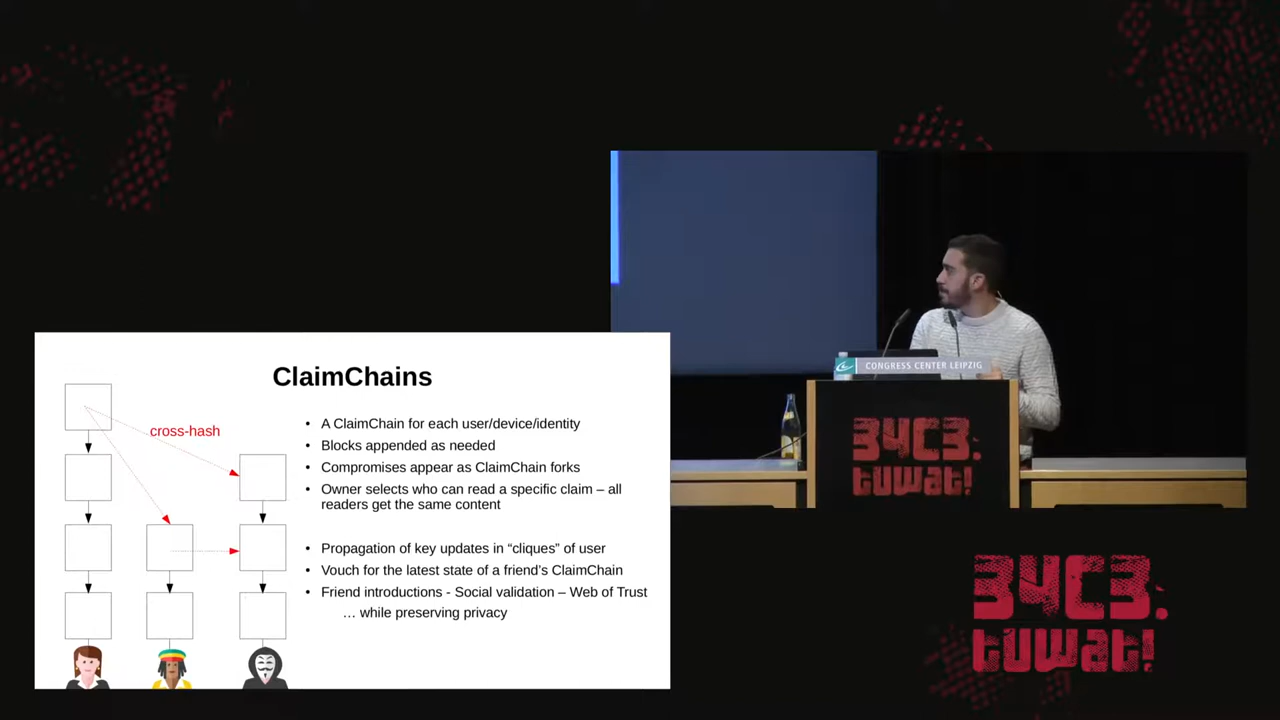 ClaimChains
cross-hash
• A ClaimChain for each user/device/identity
• Blocks appended as needed
• Compromises appear as ClaimChain forks
• Owner selects who can read a specific claim – all
readers get the same content
• Propagation of key updates in “cliques” of user
• Vouch for the latest state of a friend’s ClaimChain
• Friend introductions - Social validation – Web of Trust
… while preserving privacy
CONGRESS CENTER LEIPZIG
34C3:
tuwat!
34C3:
tuwat!